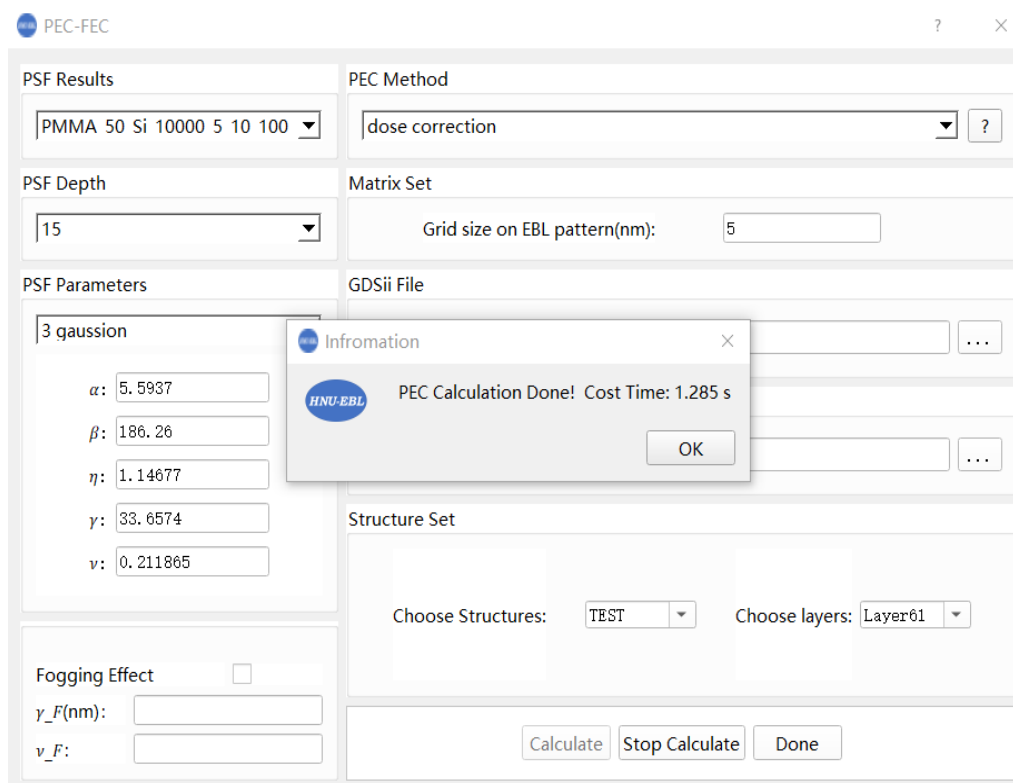 PEC-FEC
?
PSF Results
PMMA 50 Si 10000 5 10 100
PEC Method
dose correction
?
PSF Depth
15
Matrix Set
Grid size on EBL pattern(nm):
5
PSF Parameters
3 gaussion
α: 5.5937
β: 186.26
η: 1.14677
γ: 33.6574
ν: 0.211865
GDSii File
...
...
Infromation
HNU-EBL
PEC Calculation Done! Cost Time: 1.285 s
OK
Structure Set
Choose Structures:
TEST
Choose layers:
Layer61
Fogging Effect
γ_F(nm):
ν_F:
Calculate
Stop Calculate
Done